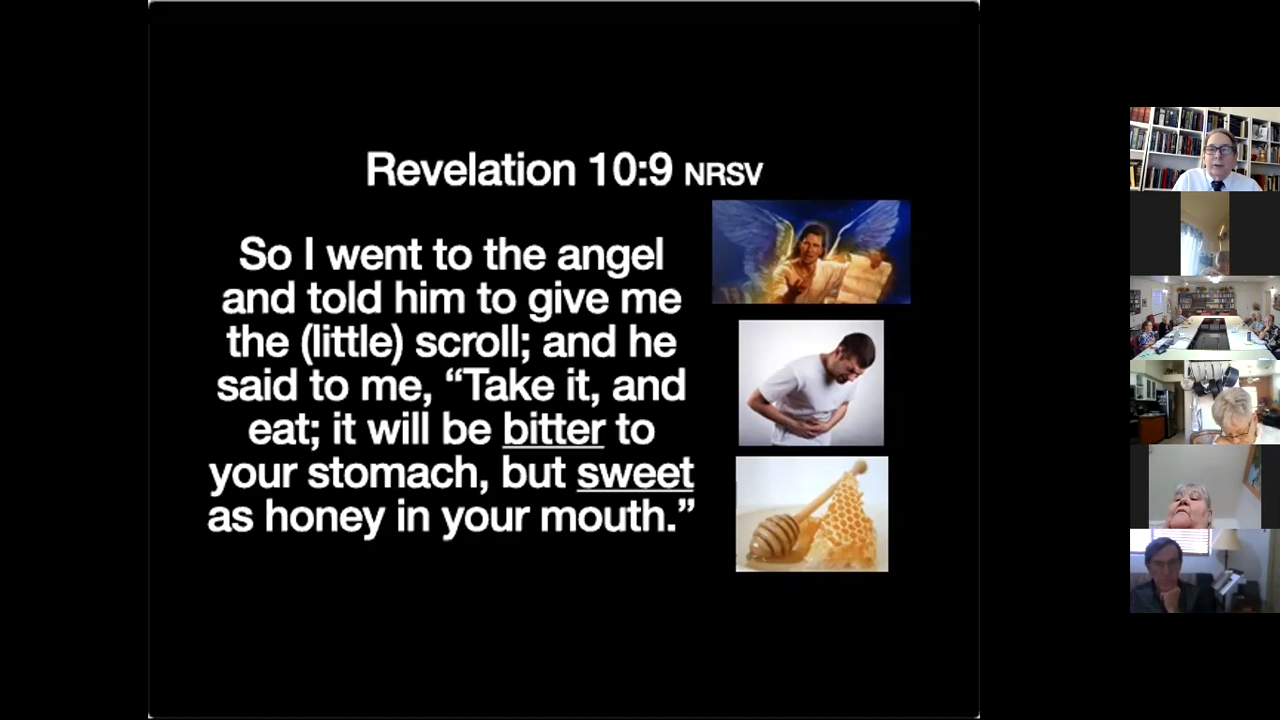 Revelation 10:9 NRSV
So I went to the angel
and told him to give me
the (little) scroll; and he
said to me, “Take it, and
eat; it will be bitter to
your stomach, but sweet
as honey in your mouth.”